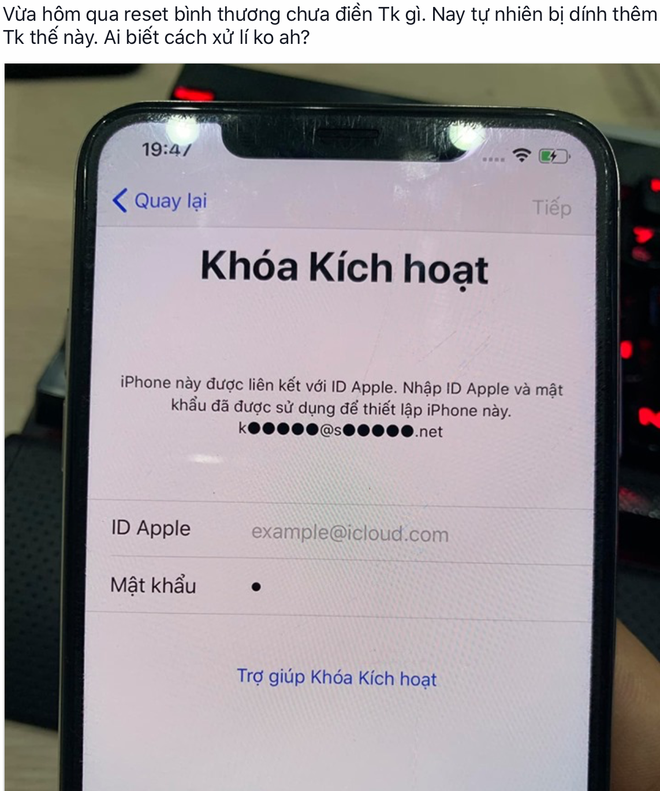 Vừa hôm qua reset bình thương chưa điền Tk gì. Nay tự nhiên bị dính thêm
Tk thế này. Ai biết cách xử lí ko ah?
19:47
Quay lại
Tiếp
Khóa Kích hoạt
iPhone này được liên kết với ID Apple. Nhập ID Apple và mật
khẩu đã được sử dụng để thiết lập iPhone này.
k●●●●●@s●●●●●.net
ID Apple
example@icloud.com
Mật khẩu
●
Trợ giúp Khóa Kích hoạt